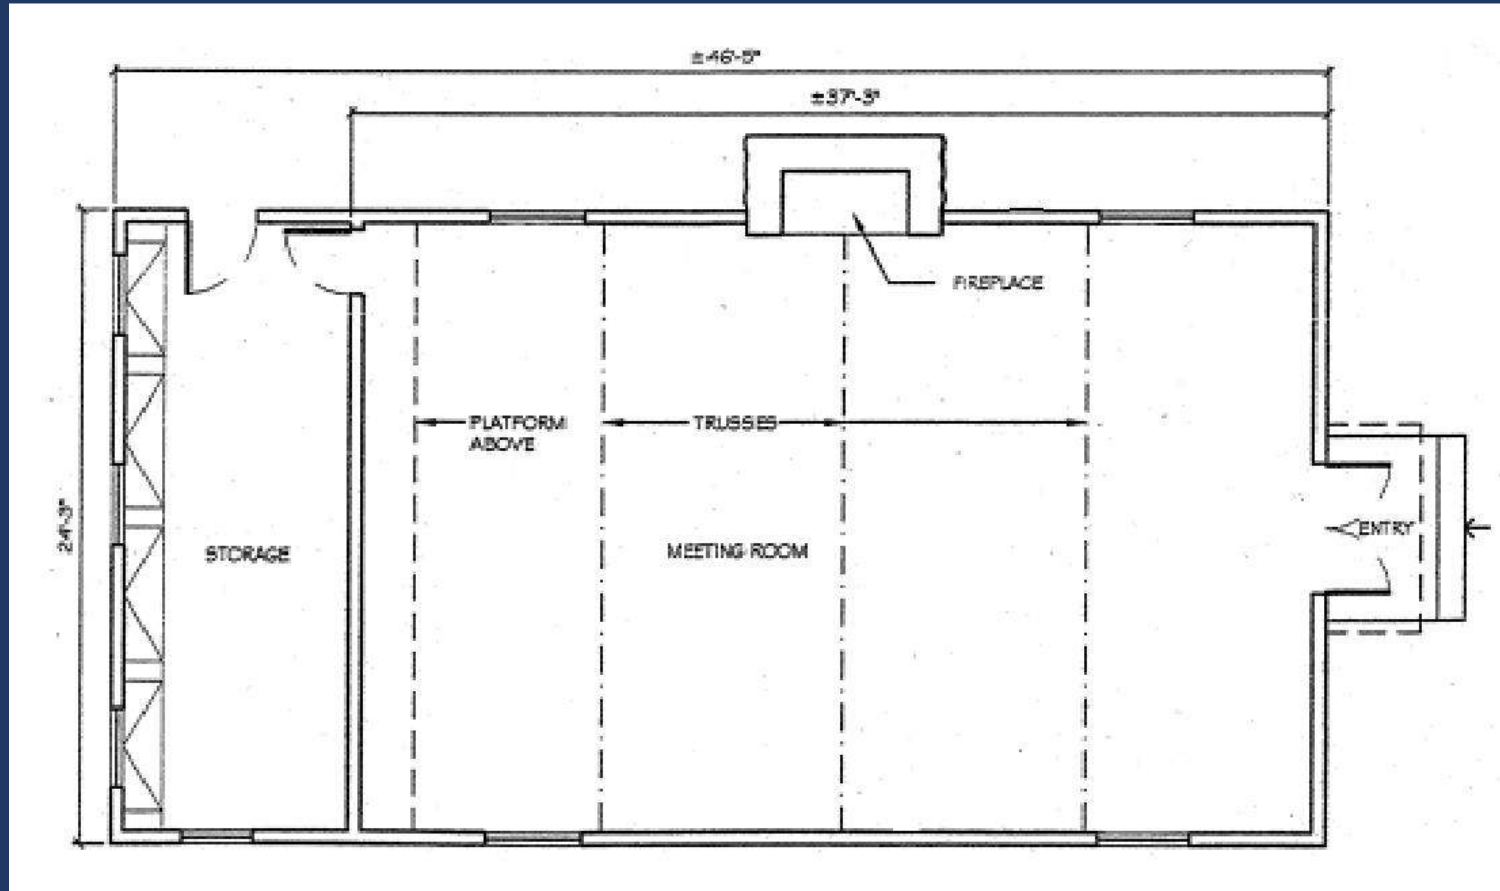 ±46'-5"
±37'-3"
FIREPLACE
PLATFORM
ABOVE
TRUSSES
24'-3"
ENTRY
STORAGE
MEETING ROOM